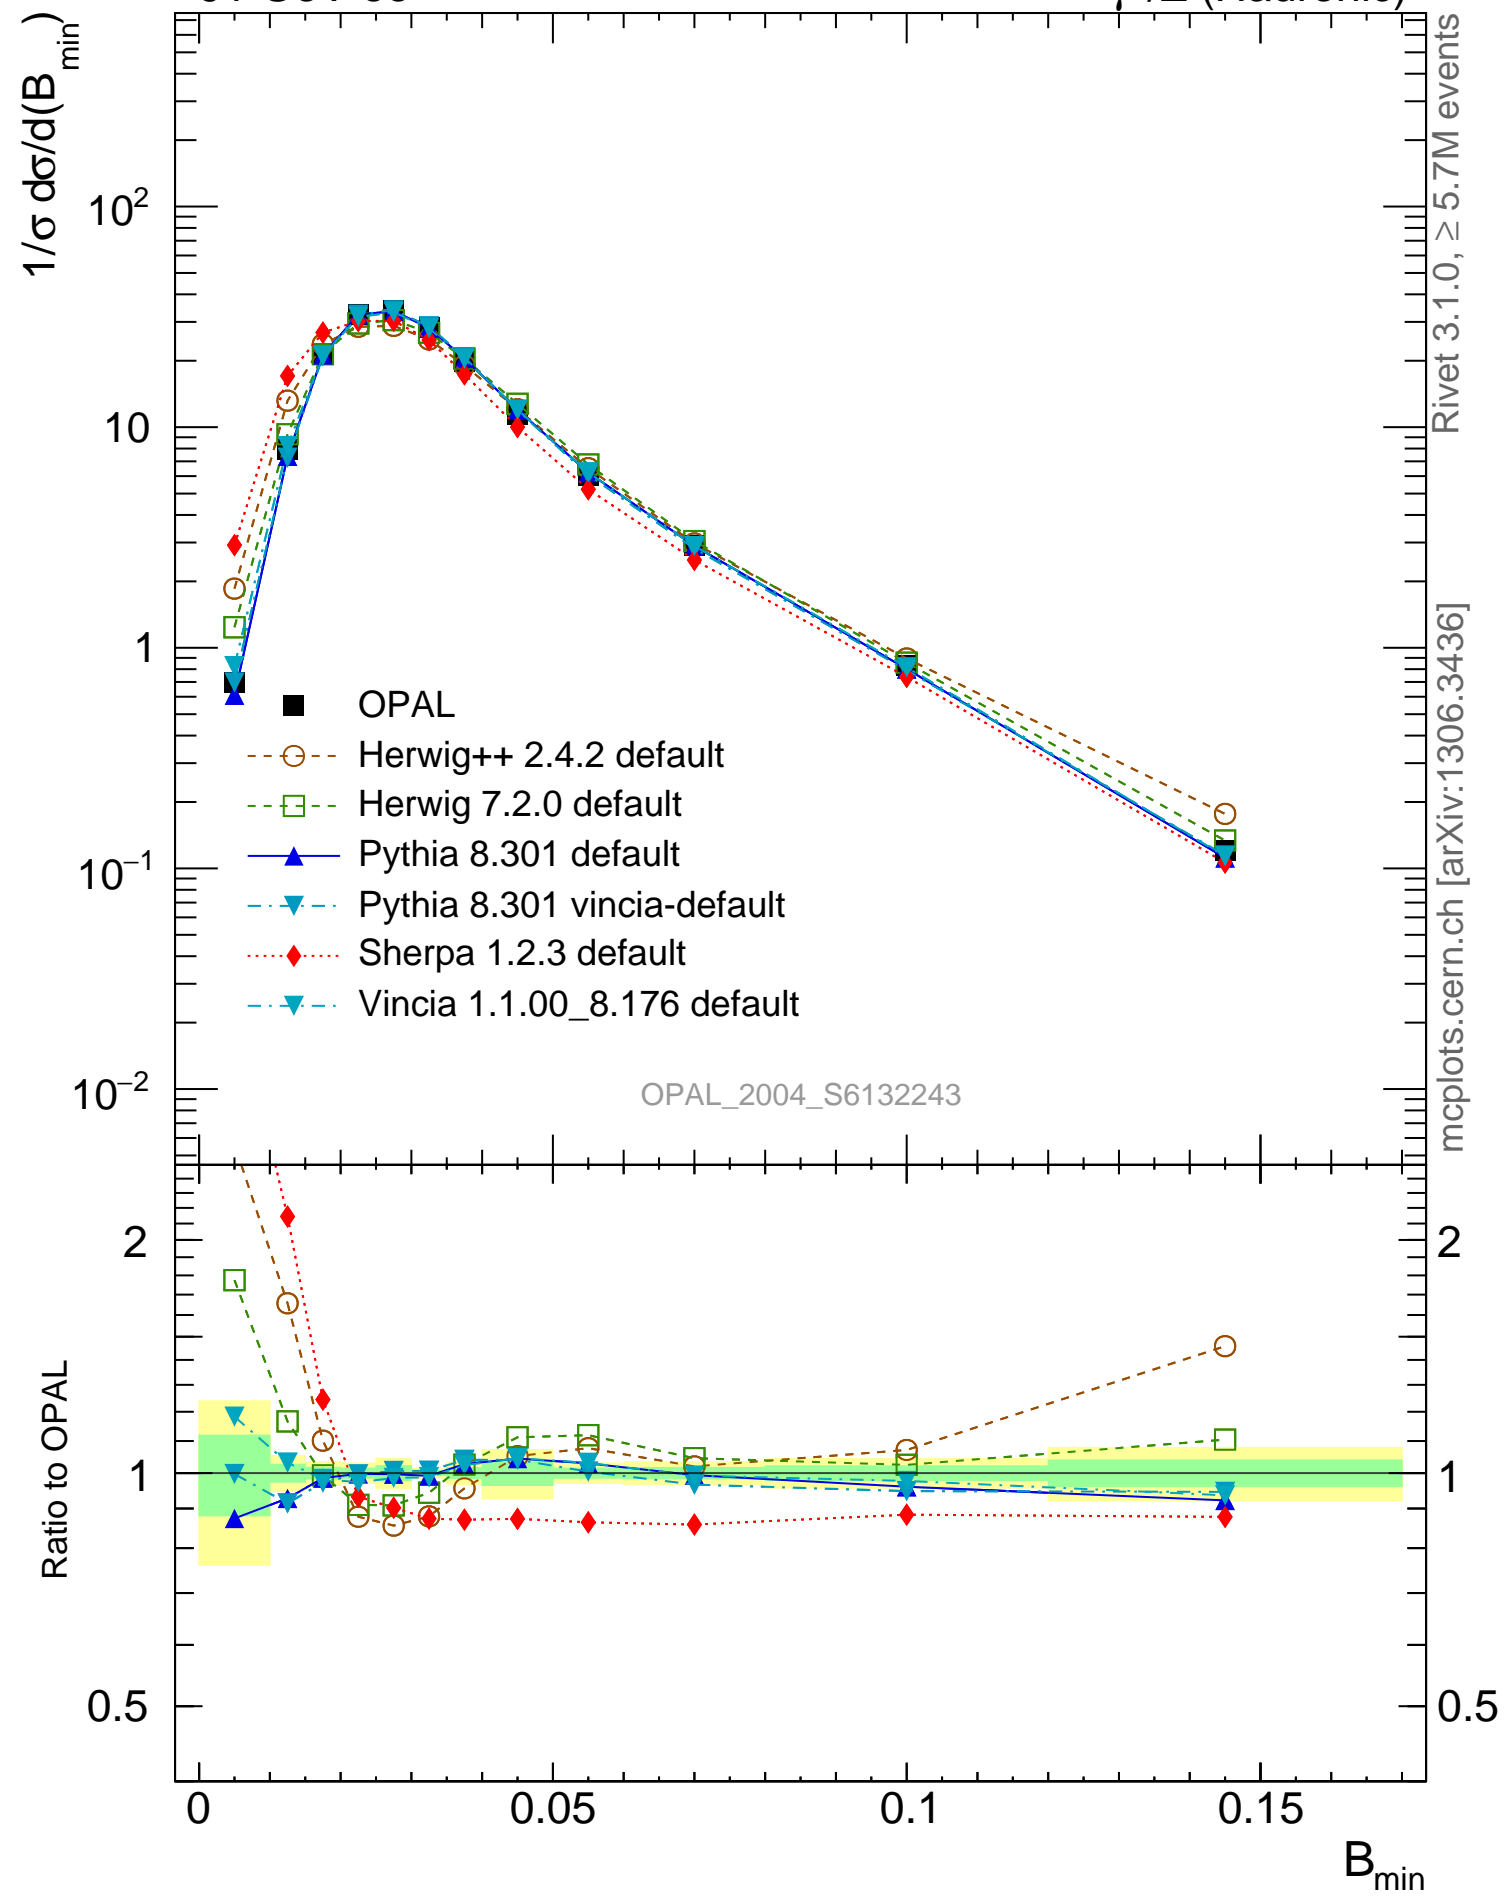 1/σ dσ/d(B_min)
10²
10
1
10⁻¹
10⁻²
OPAL
Herwig++ 2.4.2 default
Herwig 7.2.0 default
Pythia 8.301 default
Pythia 8.301 vincia-default
Sherpa 1.2.3 default
Vincia 1.1.00_8.176 default
OPAL_2004_S6132243
Rivet 3.1.0, ≥ 5.7M events
mcplots.cern.ch [arXiv:1306.3436]
Ratio to OPAL
2
1
0.5
2
1
0.5
0
0.05
0.1
0.15
B_min